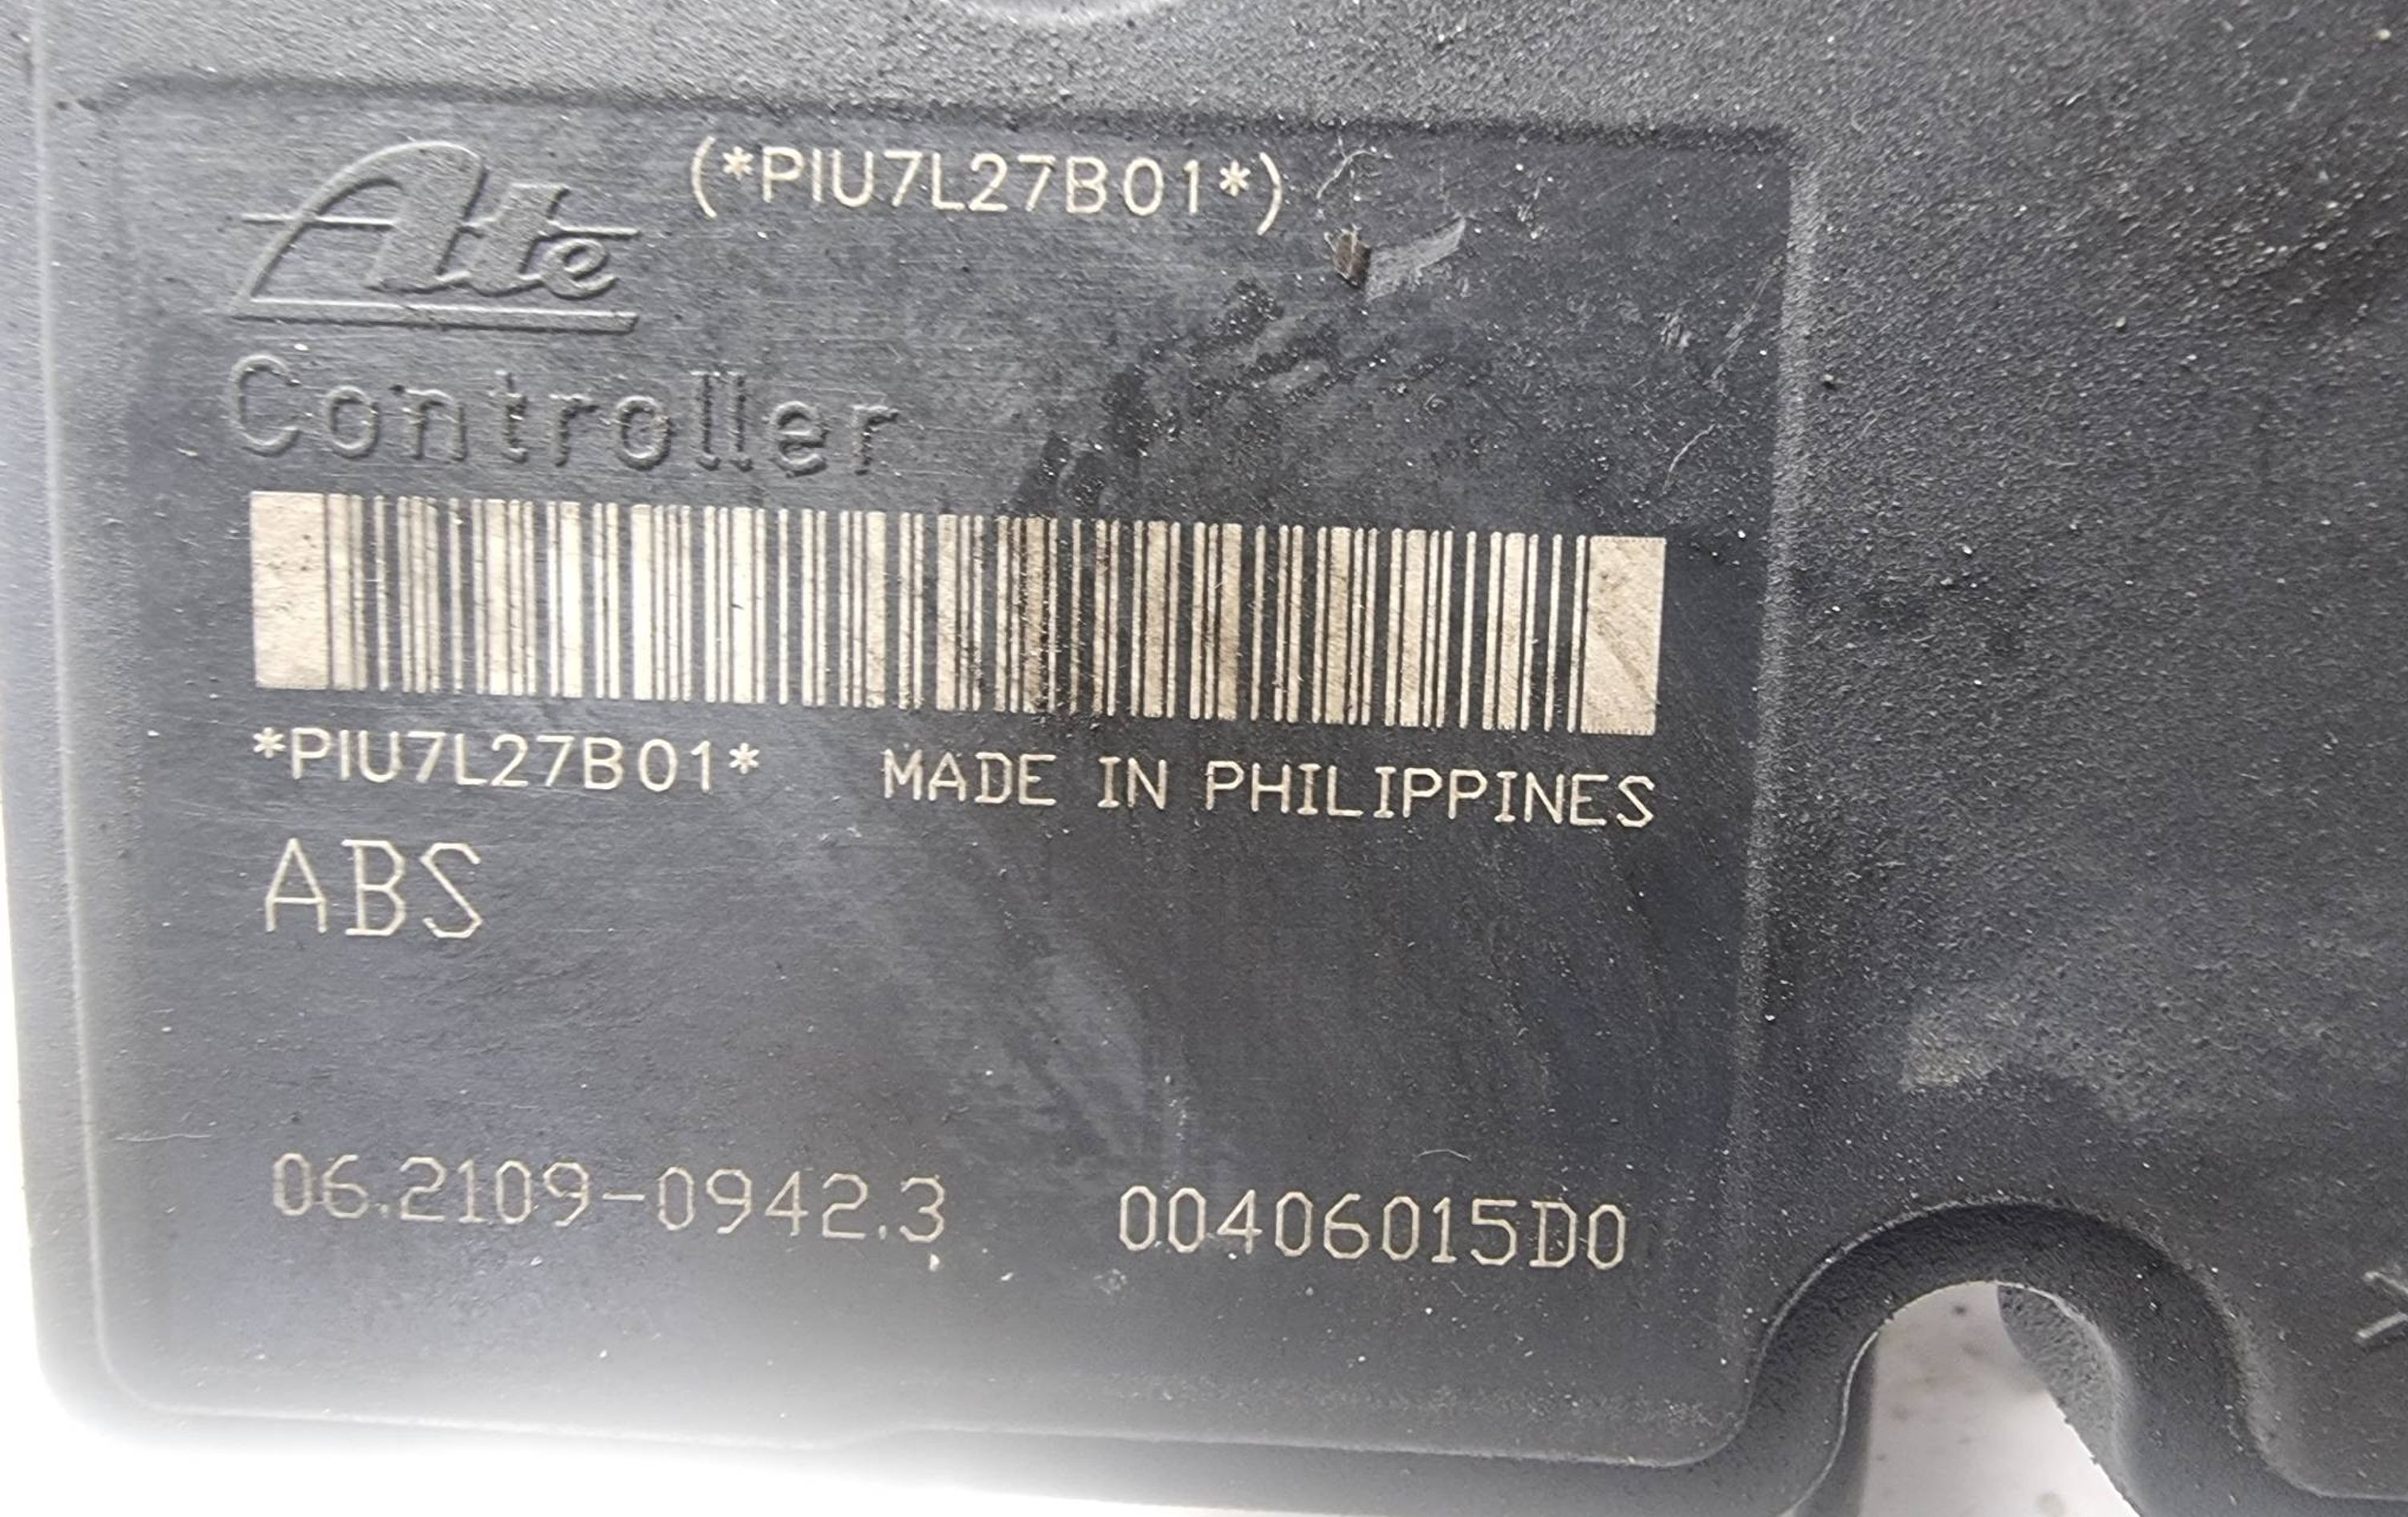 Ate (*PIU7L27B01*)
Controller
*PIU7L27B01* MADE IN PHILIPPINES
ABS
06.2109-0942.3 00406015D0